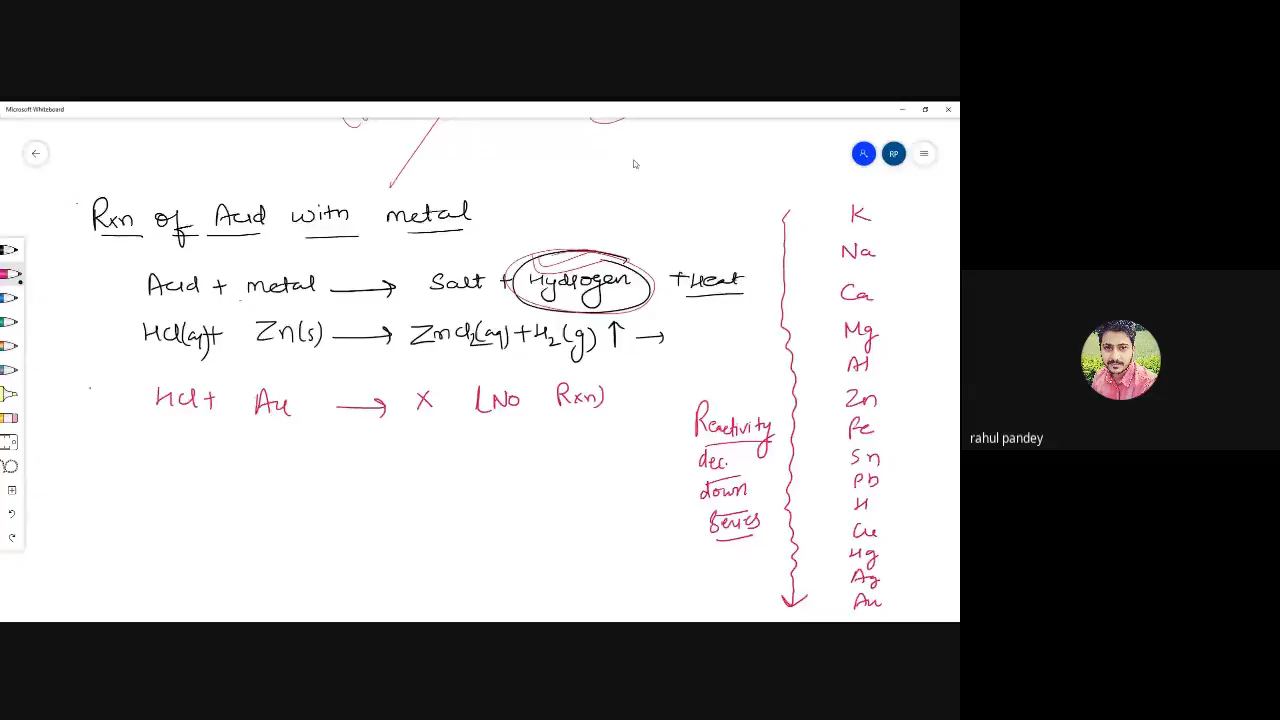 Microsoft Whiteboard
RP
Rxn of Acid with metal
Acid + metal → Salt + Hydrogen + Heat
HCl(aq)+ Zn(s) → ZnCl₂(aq) + H₂(g) ↑ →
HCl + Au → X (No Rxn)
Reactivity
dec.
down
series
K
Na
Ca
Mg
Al
Zn
Fe
Sn
Pb
H
Cu
Hg
Ag
Au
rahul pandey